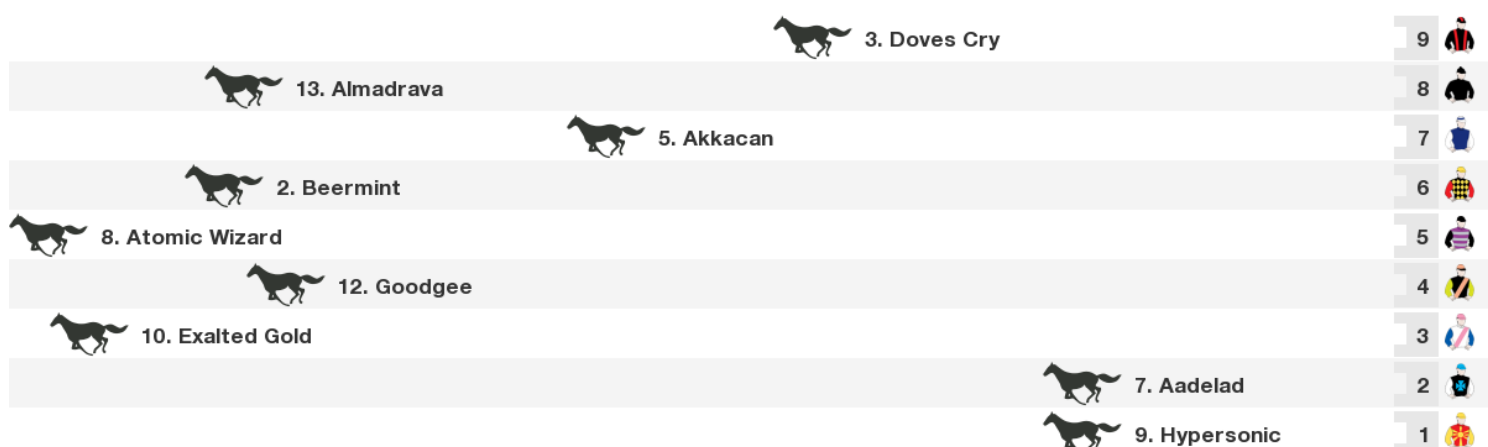 3. Doves Cry 9
13. Almadrava 8
5. Akkacan 7
2. Beermint 6
8. Atomic Wizard 5
12. Goodgee 4
10. Exalted Gold 3
7. Aadelad 2
9. Hypersonic 1